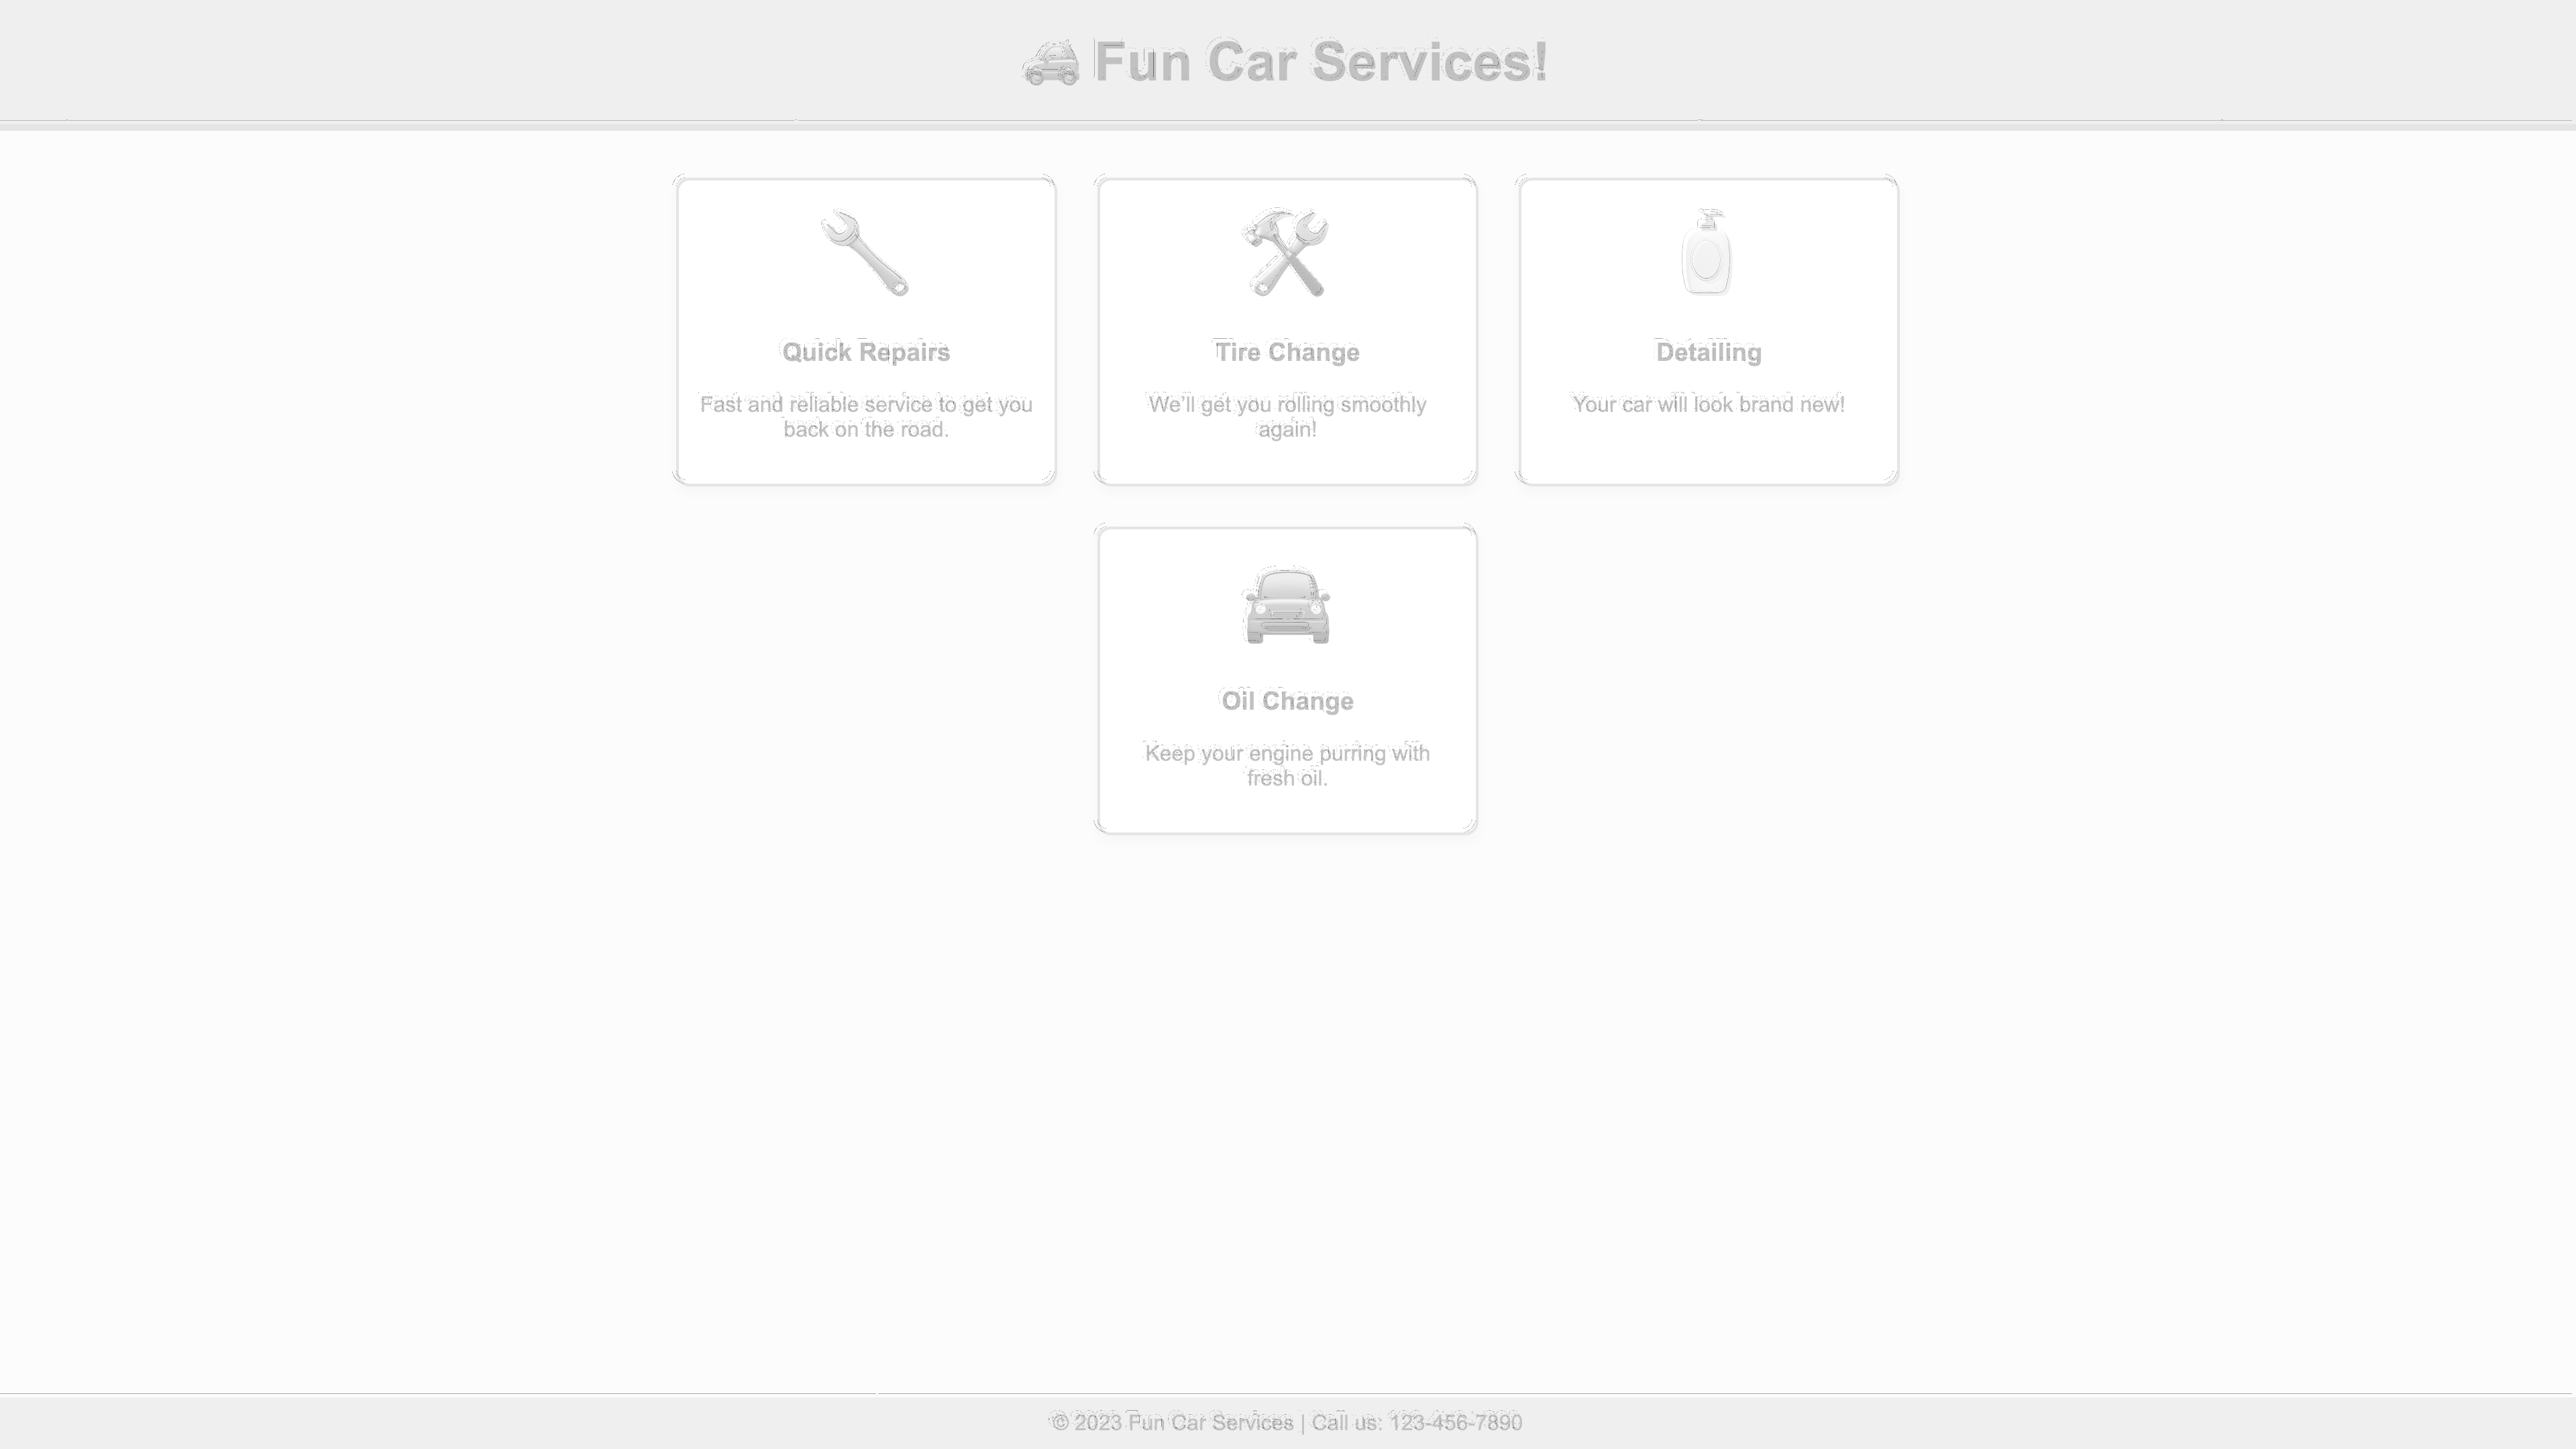 Fun Car Services!
Quick Repairs
Fast and reliable service to get you
back on the road.
Tire Change
We'll get you rolling smoothly
again!
Detailing
Your car will look brand new!
Oil Change
Keep your engine purring with
fresh oil.
© 2023 Fun Car Services | Call us: 123-456-7890